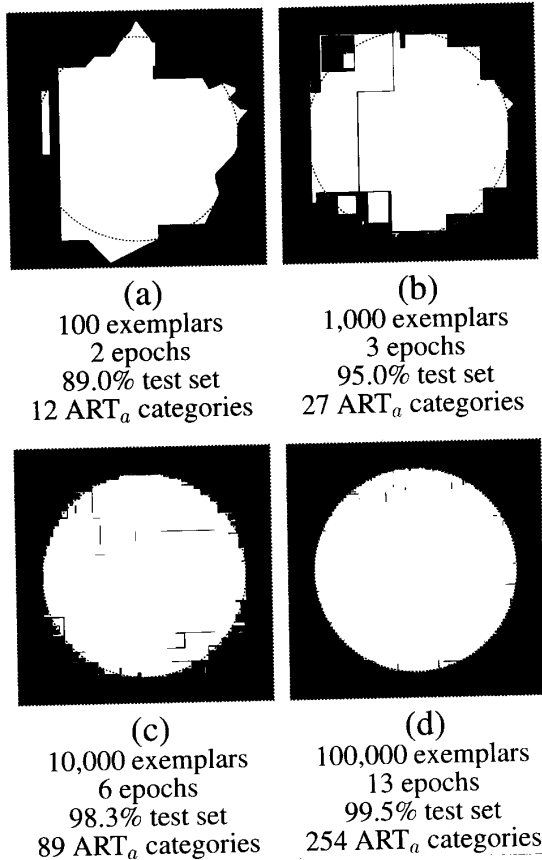 (a)
100 exemplars
2 epochs
89.0% test set
12 ARTₐ categories
(b)
1,000 exemplars
3 epochs
95.0% test set
27 ARTₐ categories
(c)
10,000 exemplars
6 epochs
98.3% test set
89 ARTₐ categories
(d)
100,000 exemplars
13 epochs
99.5% test set
254 ARTₐ categories